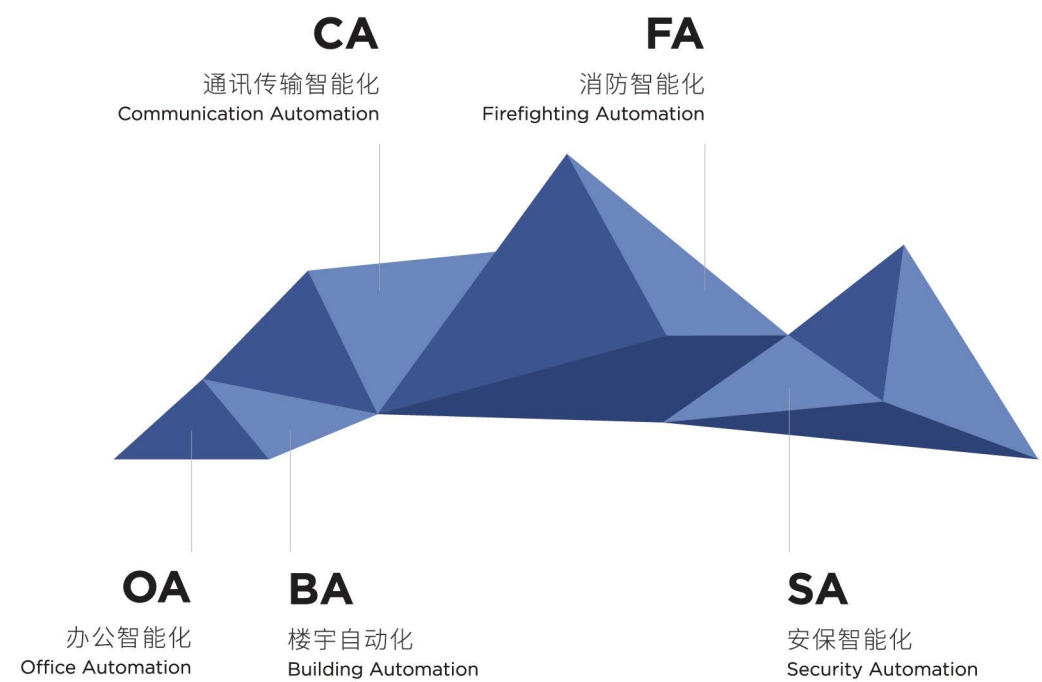 CA
通讯传输智能化
Communication Automation
FA
消防智能化
Firefighting Automation
OA
办公智能化
Office Automation
BA
楼宇自动化
Building Automation
SA
安保智能化
Security Automation